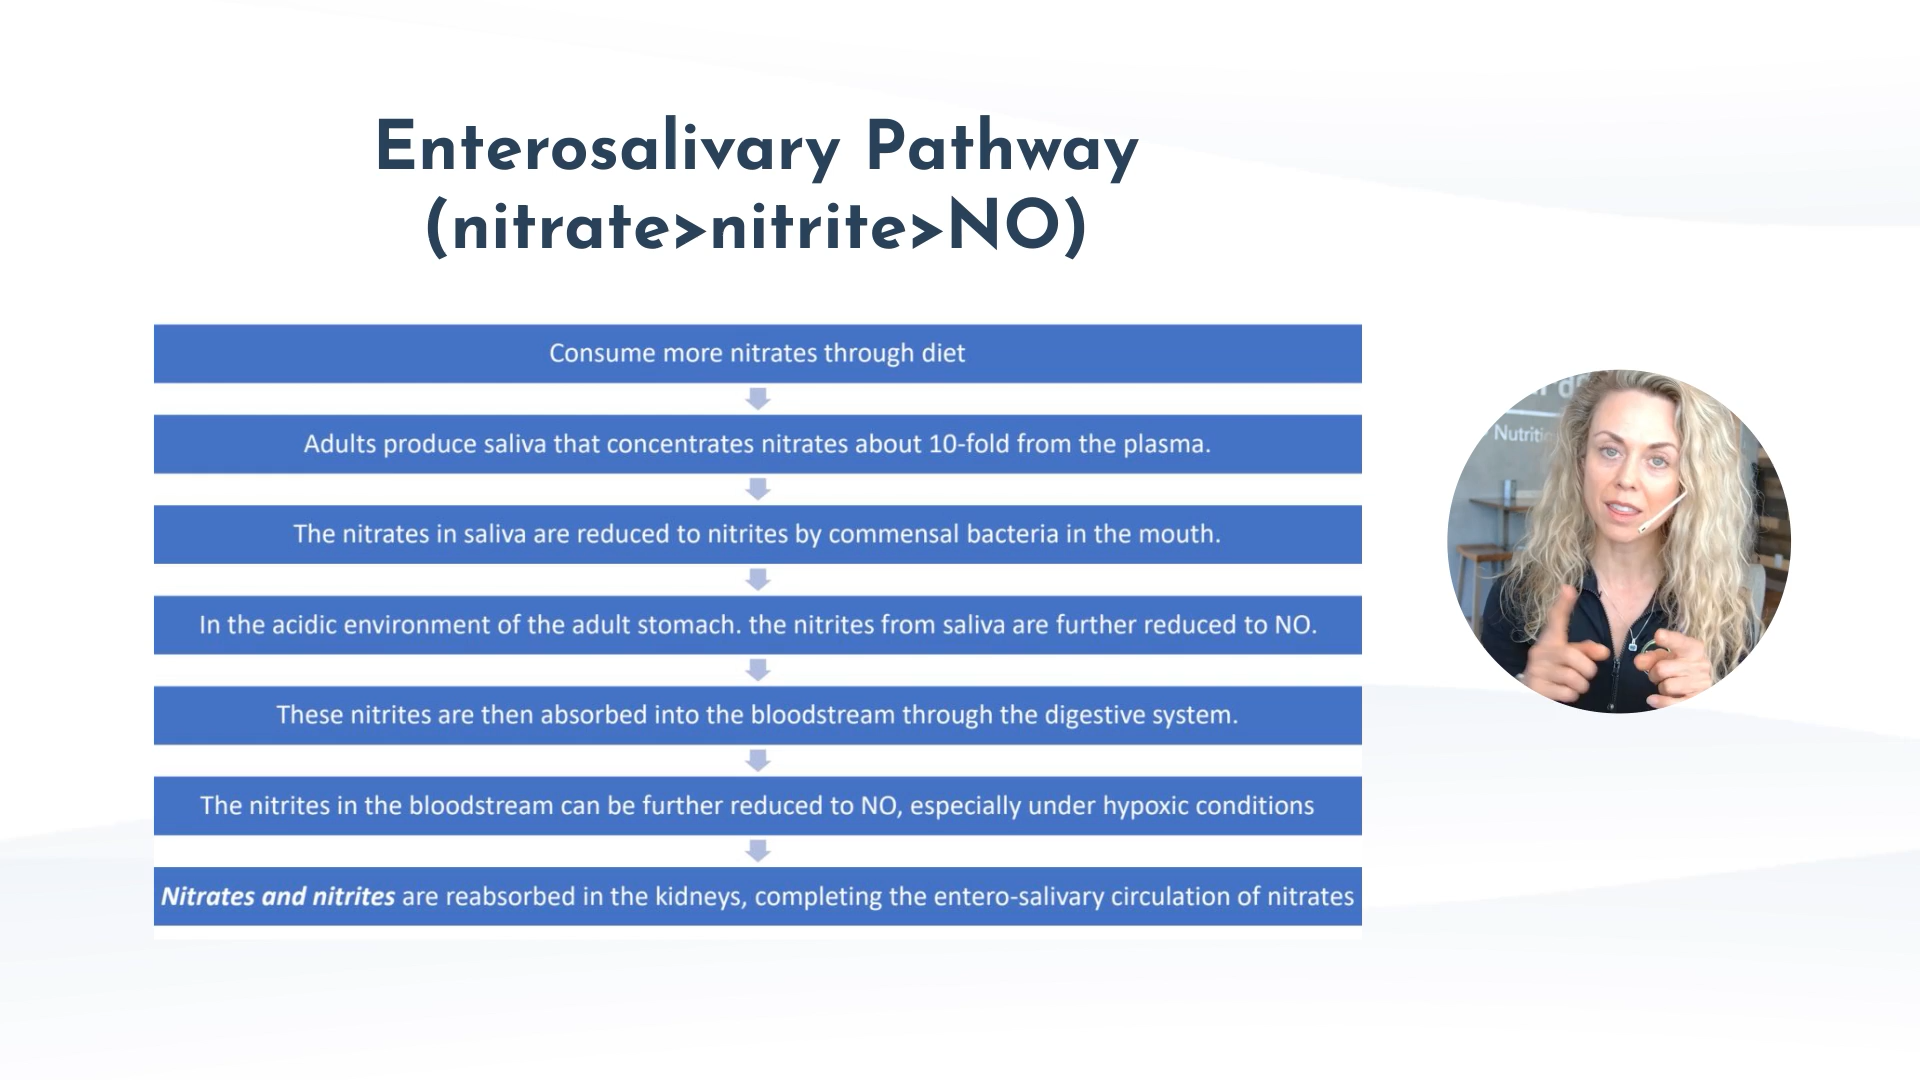 Enterosalivary Pathway
(nitrate>nitrite>NO)
Consume more nitrates through diet
Adults produce saliva that concentrates nitrates about 10-fold from the plasma.
The nitrates in saliva are reduced to nitrites by commensal bacteria in the mouth.
In the acidic environment of the adult stomach. the nitrites from saliva are further reduced to NO.
These nitrites are then absorbed into the bloodstream through the digestive system.
The nitrites in the bloodstream can be further reduced to NO, especially under hypoxic conditions
Nitrates and nitrites are reabsorbed in the kidneys, completing the entero-salivary circulation of nitrates